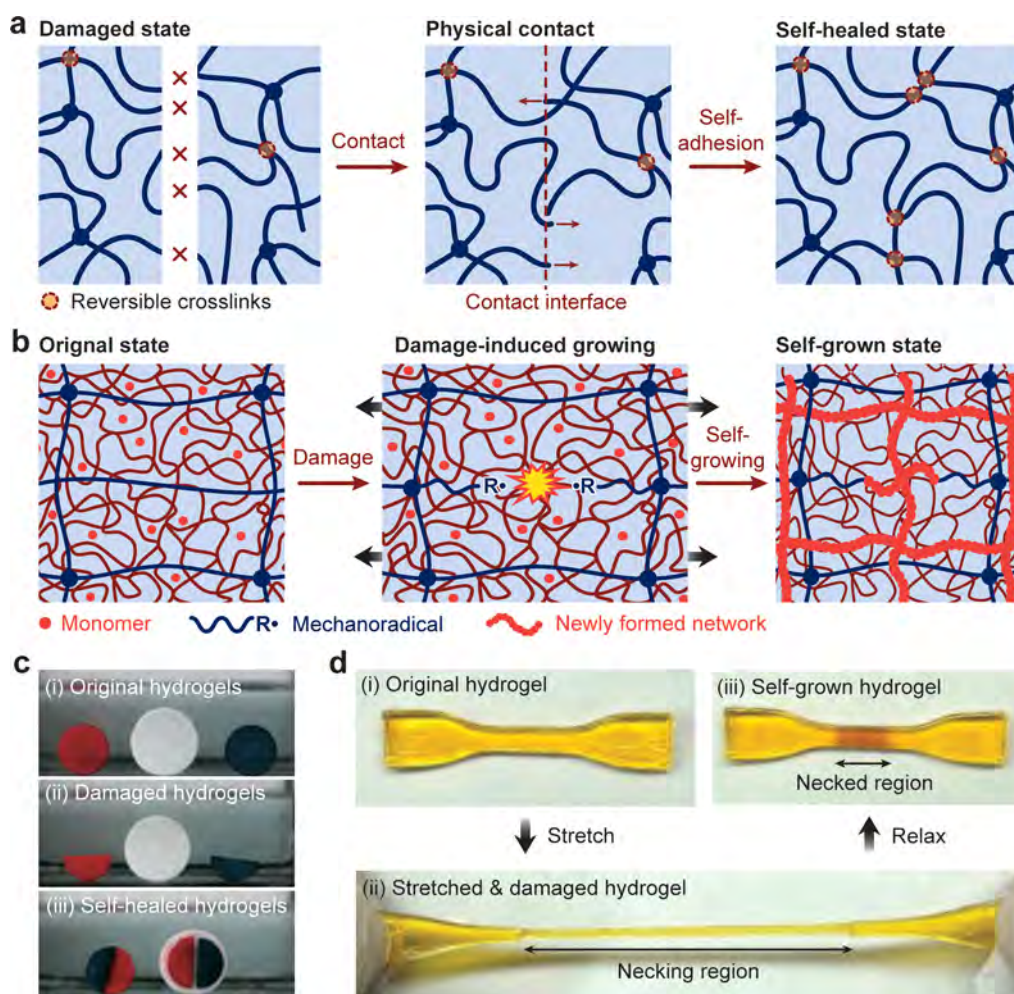 a Damaged state
Physical contact
Self-healed state
Contact
Self-
adhesion
Reversible crosslinks
Contact interface
b Orignal state
Damage-induced growing
Self-grown state
Damage
R•
•R
Self-
growing
Monomer
R• Mechanoradical
Newly formed network
c
(i) Original hydrogels
(ii) Damaged hydrogels
(iii) Self-healed hydrogels
d
(i) Original hydrogel
(iii) Self-grown hydrogel
Necked region
Stretch
Relax
(ii) Stretched & damaged hydrogel
Necking region